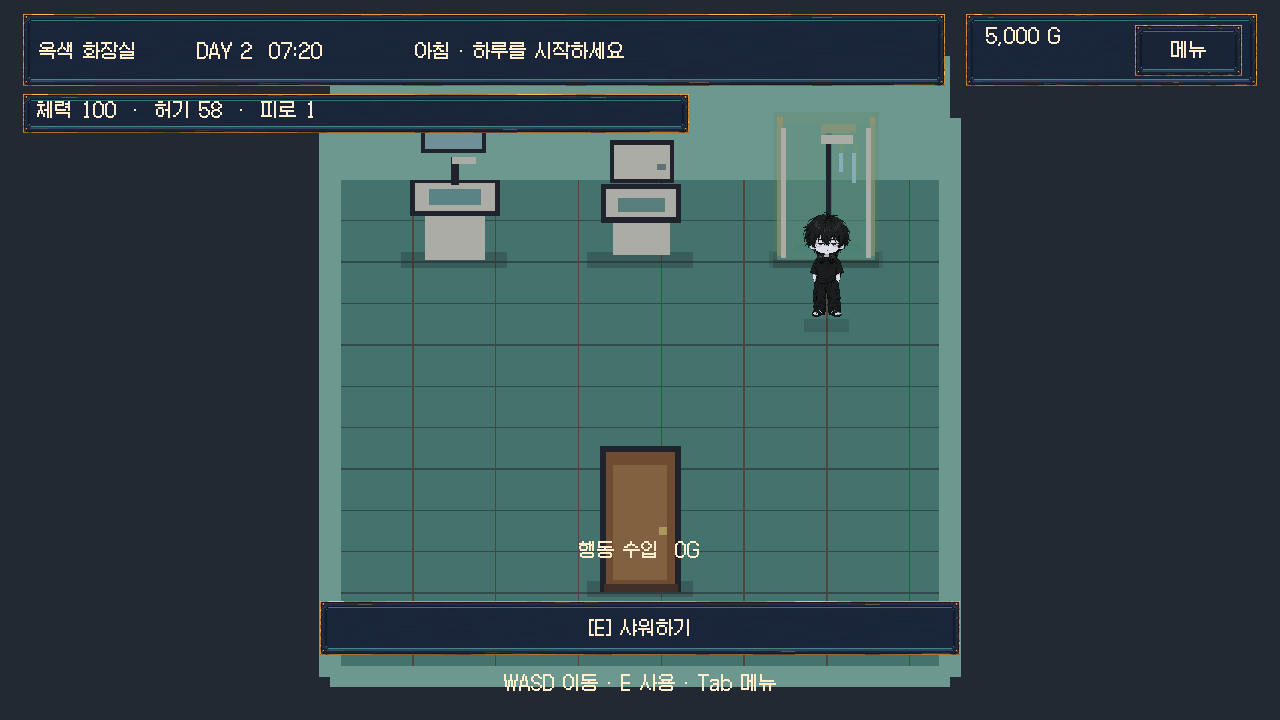 옥색 화장실 DAY 2 07:20 아침 · 하루를 시작하세요
5,000 G
메뉴
체력 100 · 허기 58 · 피로 1
행동 수입 0G
[E] 샤워하기
WASD 이동 · E 사용 · Tab 메뉴